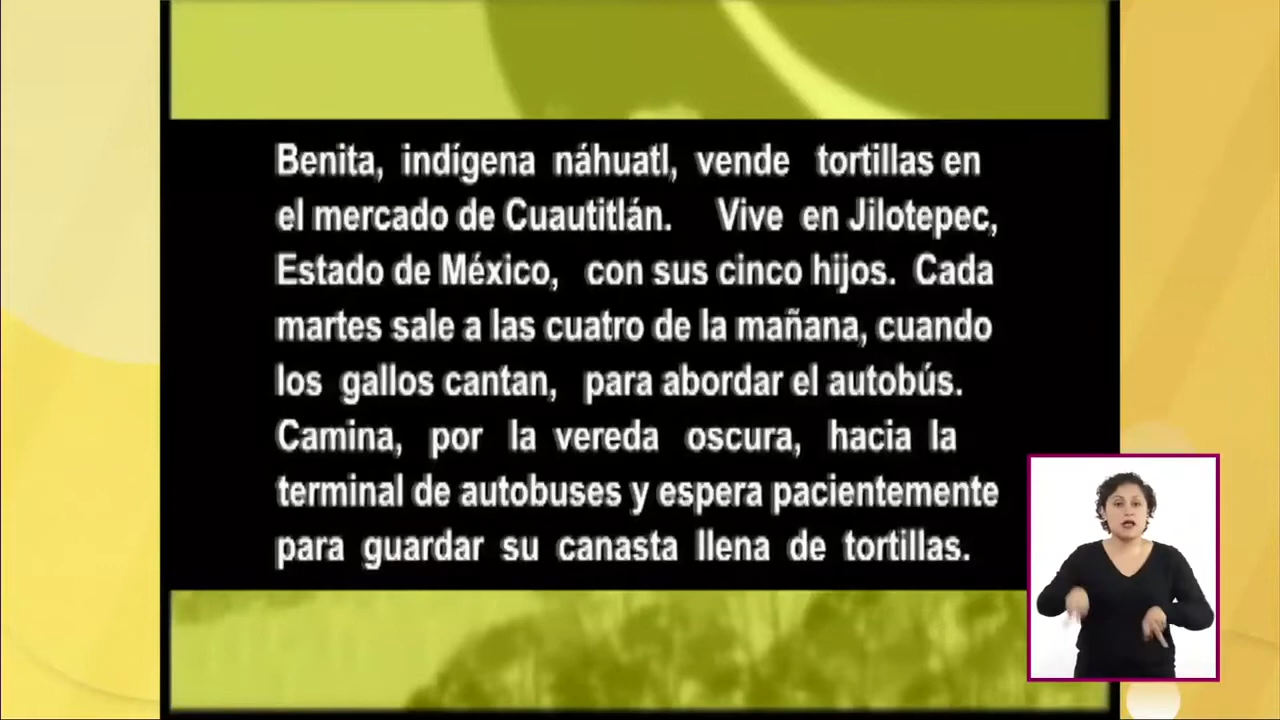 Benita, indígena náhuatl, vende tortillas en
el mercado de Cuautitlán. Vive en Jilotepec,
Estado de México, con sus cinco hijos. Cada
martes sale a las cuatro de la mañana, cuando
los gallos cantan, para abordar el autobús.
Camina, por la vereda oscura, hacia la
terminal de autobuses y espera pacientemente
para guardar su canasta llena de tortillas.